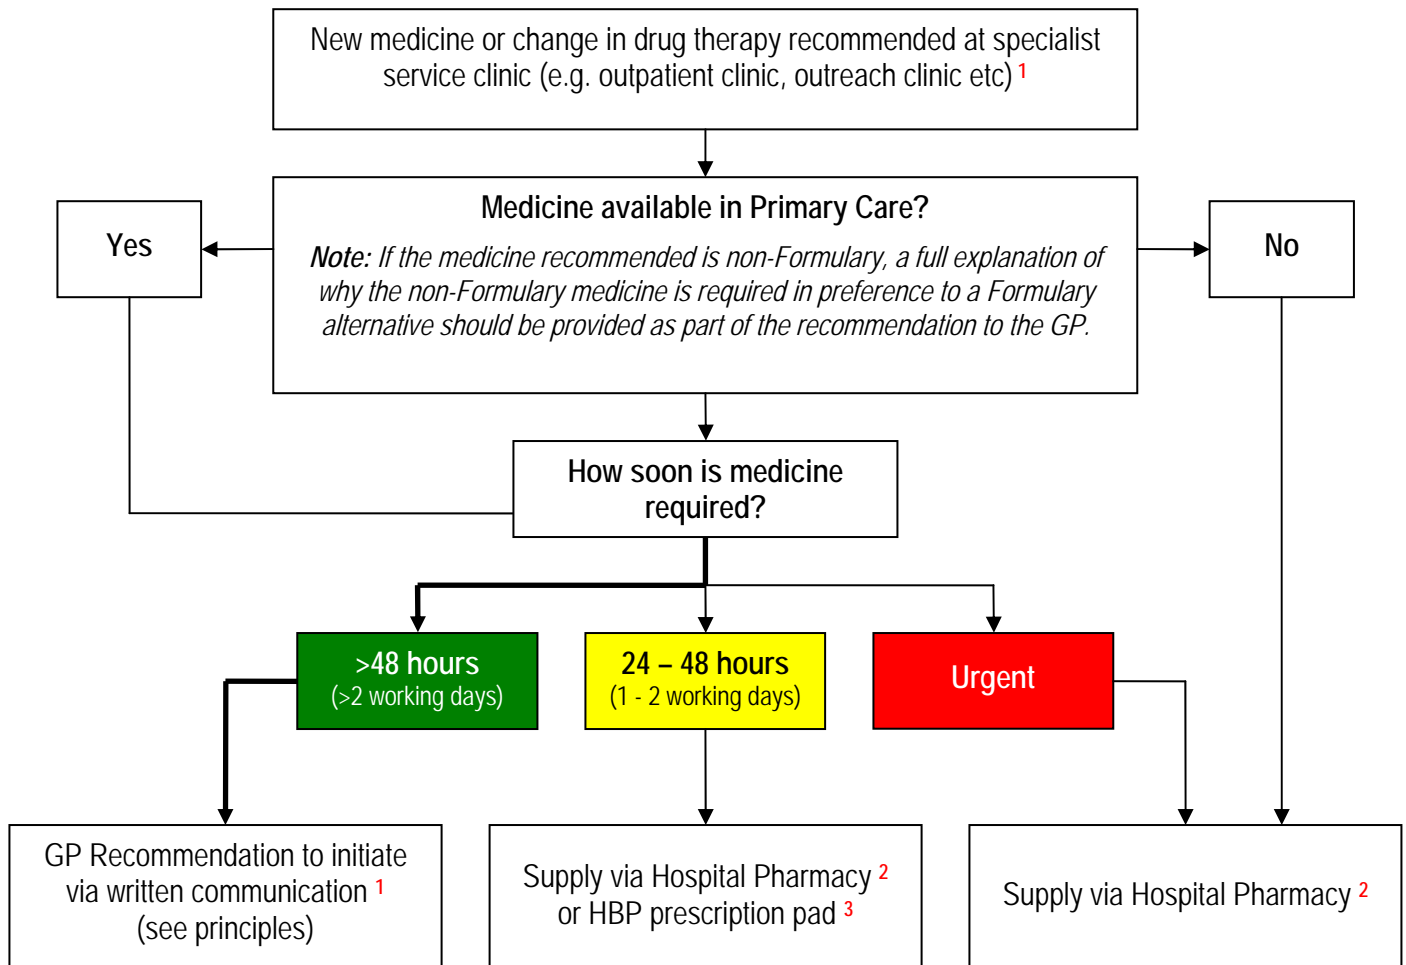 New medicine or change in drug therapy recommended at specialist
service clinic (e.g. outpatient clinic, outreach clinic etc) 1
Medicine available in Primary Care?
Note: If the medicine recommended is non-Formulary, a full explanation of
why the non-Formulary medicine is required in preference to a Formulary
alternative should be provided as part of the recommendation to the GP.
Yes
No
How soon is medicine
required?
>48 hours
(>2 working days)
24 – 48 hours
(1 - 2 working days)
Urgent
GP Recommendation to initiate
via written communication 1
(see principles)
Supply via Hospital Pharmacy 2
or HBP prescription pad 3
Supply via Hospital Pharmacy 2